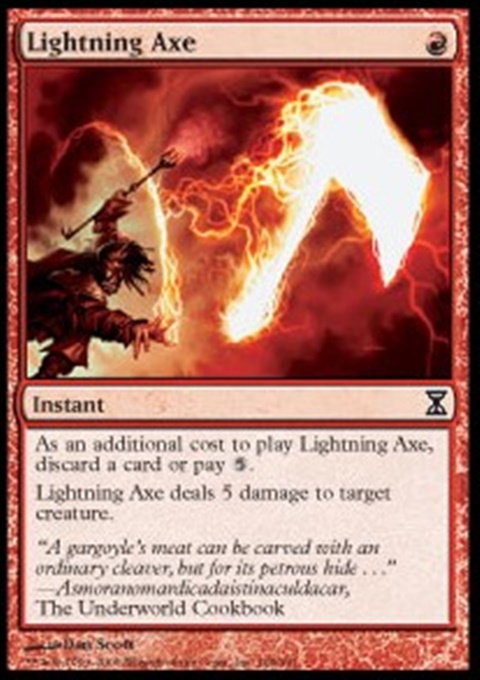 Lightning Axe
Instant
As an additional cost to play Lightning Axe,
discard a card or pay 5.
Lightning Axe deals 5 damage to target
creature.
"A gargoyle's meat can be carved with an
ordinary cleaver, but for its petrous hide . . ."
—Asmoranomardicadaistinaculdacar,
The Underworld Cookbook
Dan Scott